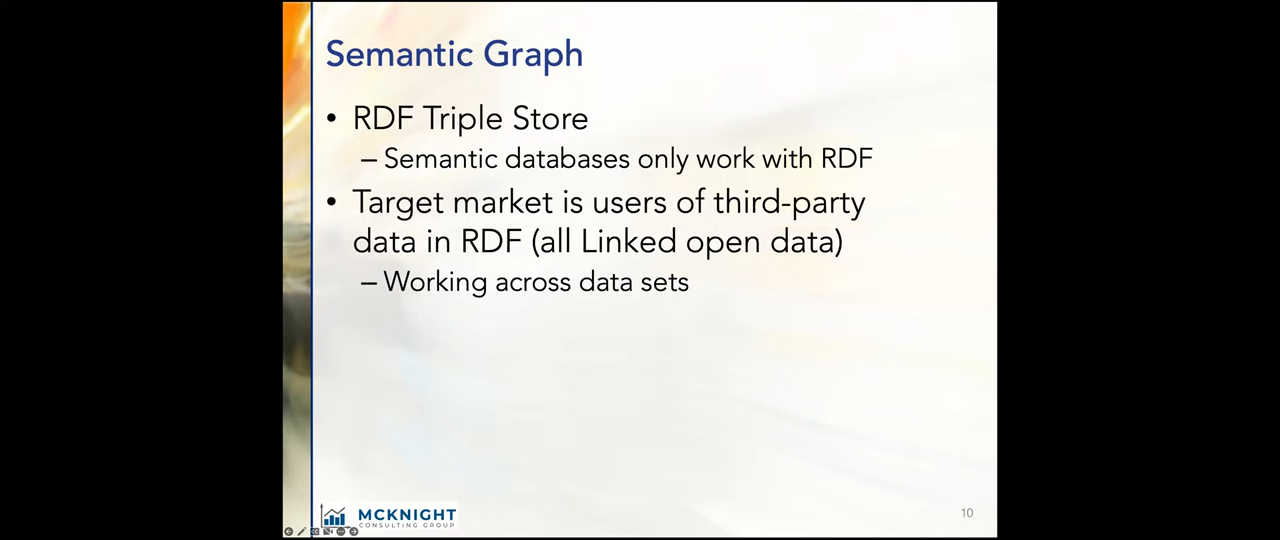 Semantic Graph
• RDF Triple Store
– Semantic databases only work with RDF
• Target market is users of third-party
data in RDF (all Linked open data)
– Working across data sets
MCKNIGHT
CONSULTING GROUP
10